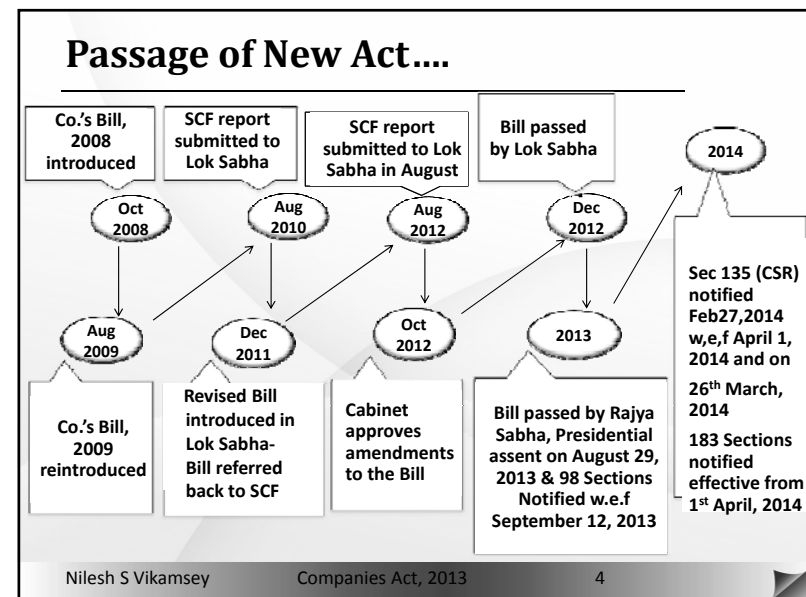 Passage of New Act….
Co.’s Bill,
2008
introduced
SCF report
submitted to
Lok Sabha
SCF report
submitted to Lok
Sabha in August
Bill passed
by Lok Sabha
2014
Oct
2008
Aug
2010
Aug
2012
Dec
2012
Aug
2009
Dec
2011
Oct
2012
2013
Co.’s Bill,
2009
reintroduced
Revised Bill
introduced in
Lok Sabha-
Bill referred
back to SCF
Cabinet
approves
amendments
to the Bill
Bill passed by Rajya
Sabha, Presidential
assent on August 29,
2013 & 98 Sections
Notified w.e.f
September 12, 2013
Sec 135 (CSR)
notified
Feb27,2014
w,e,f April 1,
2014 and on
26th March,
2014
183 Sections
notified
effective from
1st April, 2014
Nilesh S Vikamsey Companies Act, 2013 4